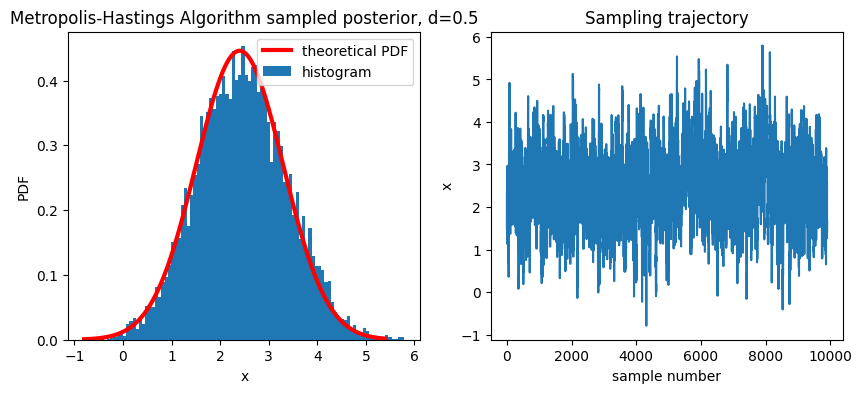 Metropolis-Hastings Algorithm sampled posterior, d=0.5
theoretical PDF
histogram
PDF
0.4
0.3
0.2
0.1
0.0
−1 0 1 2 3 4 5 6
x
Sampling trajectory
x
6
5
4
3
2
1
0
−1
0 2000 4000 6000 8000 10000
sample number